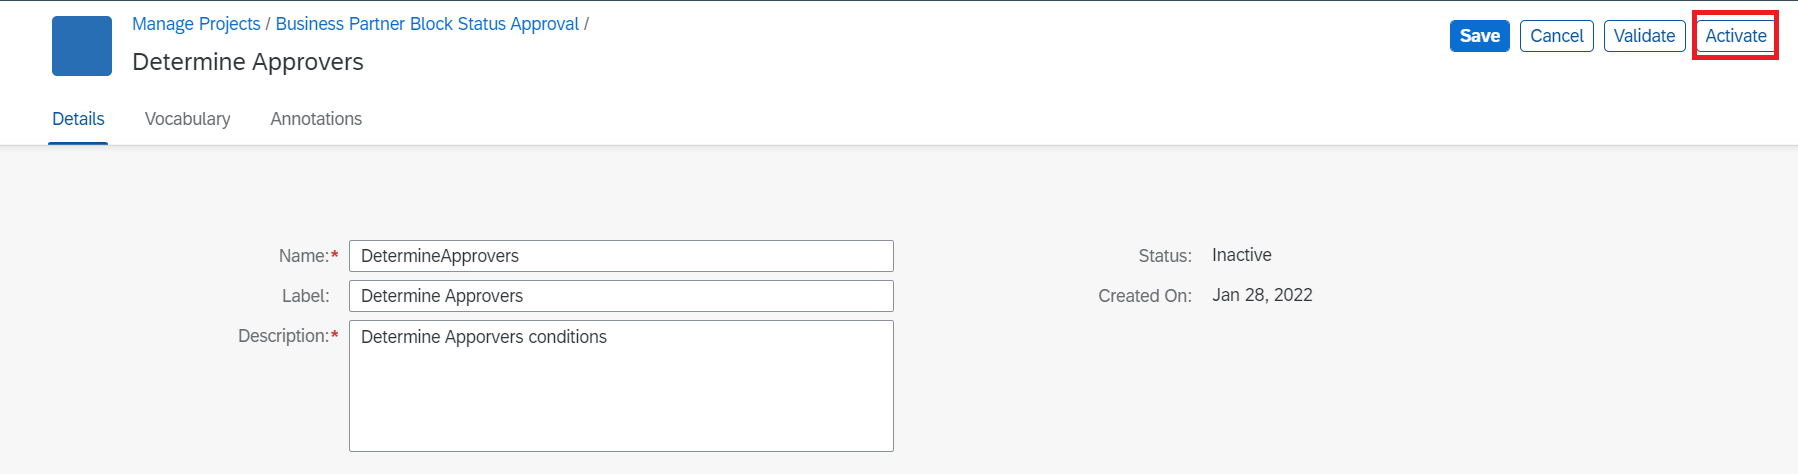 Manage Projects / Business Partner Block Status Approval /
Determine Approvers
Save Cancel Validate Activate
Details Vocabulary Annotations
Name:* DetermineApprovers
Label: Determine Approvers
Description:* Determine Apporvers conditions
Status: Inactive
Created On: Jan 28, 2022